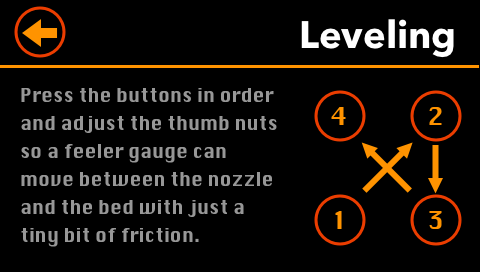 Leveling
Press the buttons in order
and adjust the thumb nuts
so a feeler gauge can
move between the nozzle
and the bed with just a
tiny bit of friction.
4 2
1 3